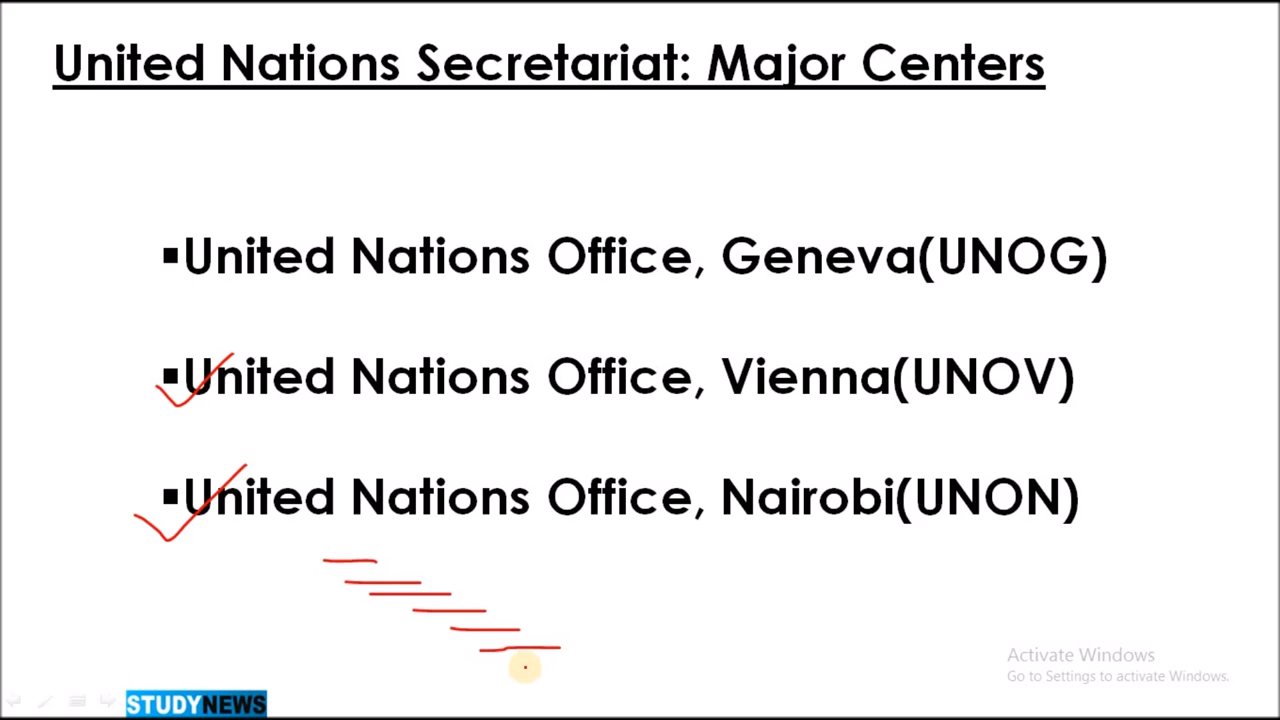 United Nations Secretariat: Major Centers
▪United Nations Office, Geneva(UNOG)
▪United Nations Office, Vienna(UNOV)
▪United Nations Office, Nairobi(UNON)
Activate Windows
Go to Settings to activate Windows.
STUDYNEWS